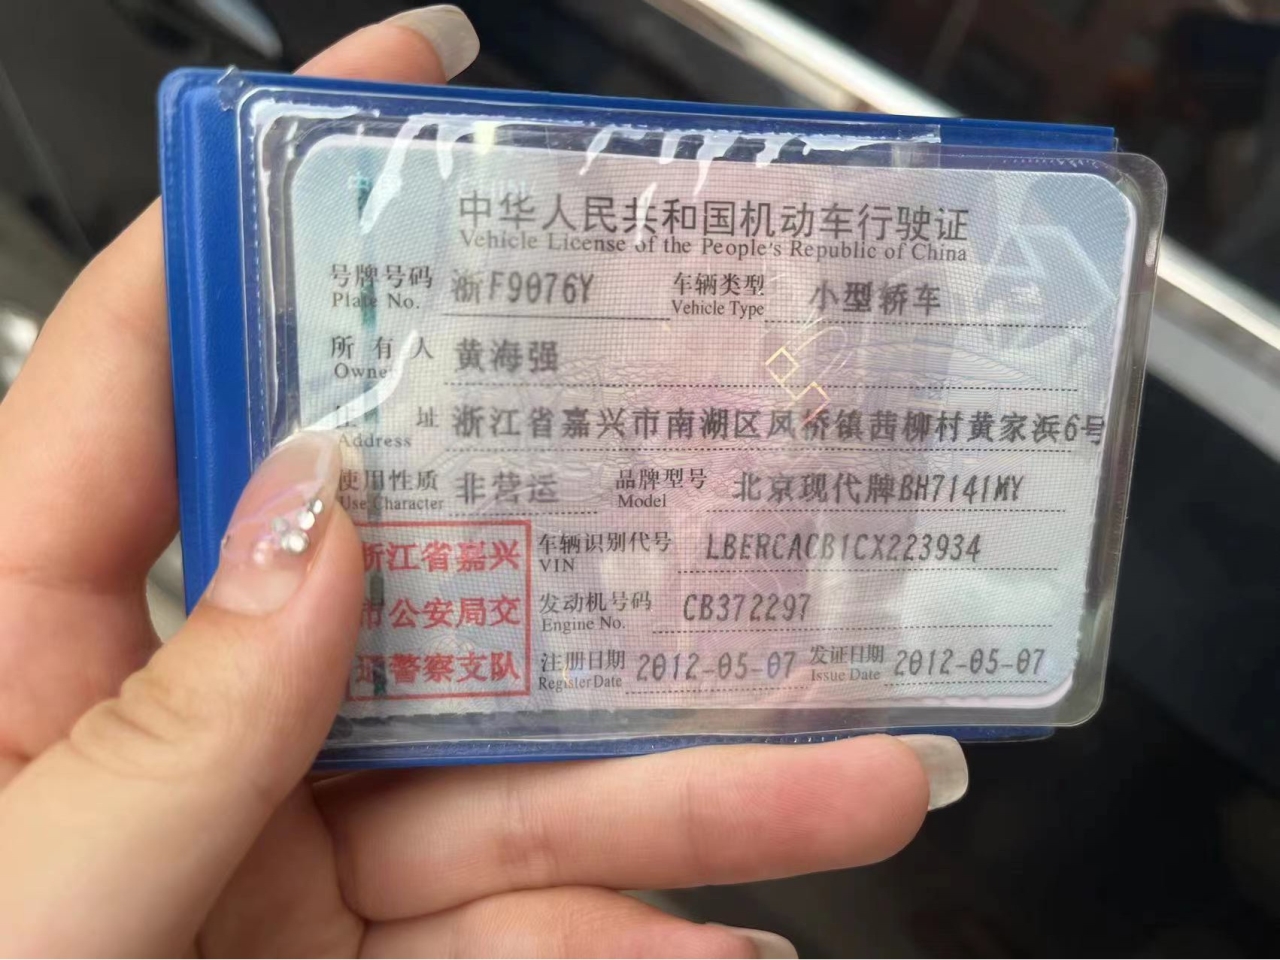 中华人民共和国机动车行驶证
Vehicle License of the People's Republic of China
号牌号码 浙F9076Y 车辆类型 小型轿车
Plate No. Vehicle Type
所有人 黄海强
Owner
址 浙江省嘉兴市南湖区凤桥镇茜柳村黄家浜6号
Address
使用性质 非营运 品牌型号 北京现代牌BH7141MY
Use Character Model
浙江省嘉兴 车辆识别代号 LBERCACB1CX223934
VIN
市公安局交 发动机号码 CB372297
Engine No.
通警察支队 注册日期 2012-05-07 发证日期 2012-05-07
Register Date Issue Date